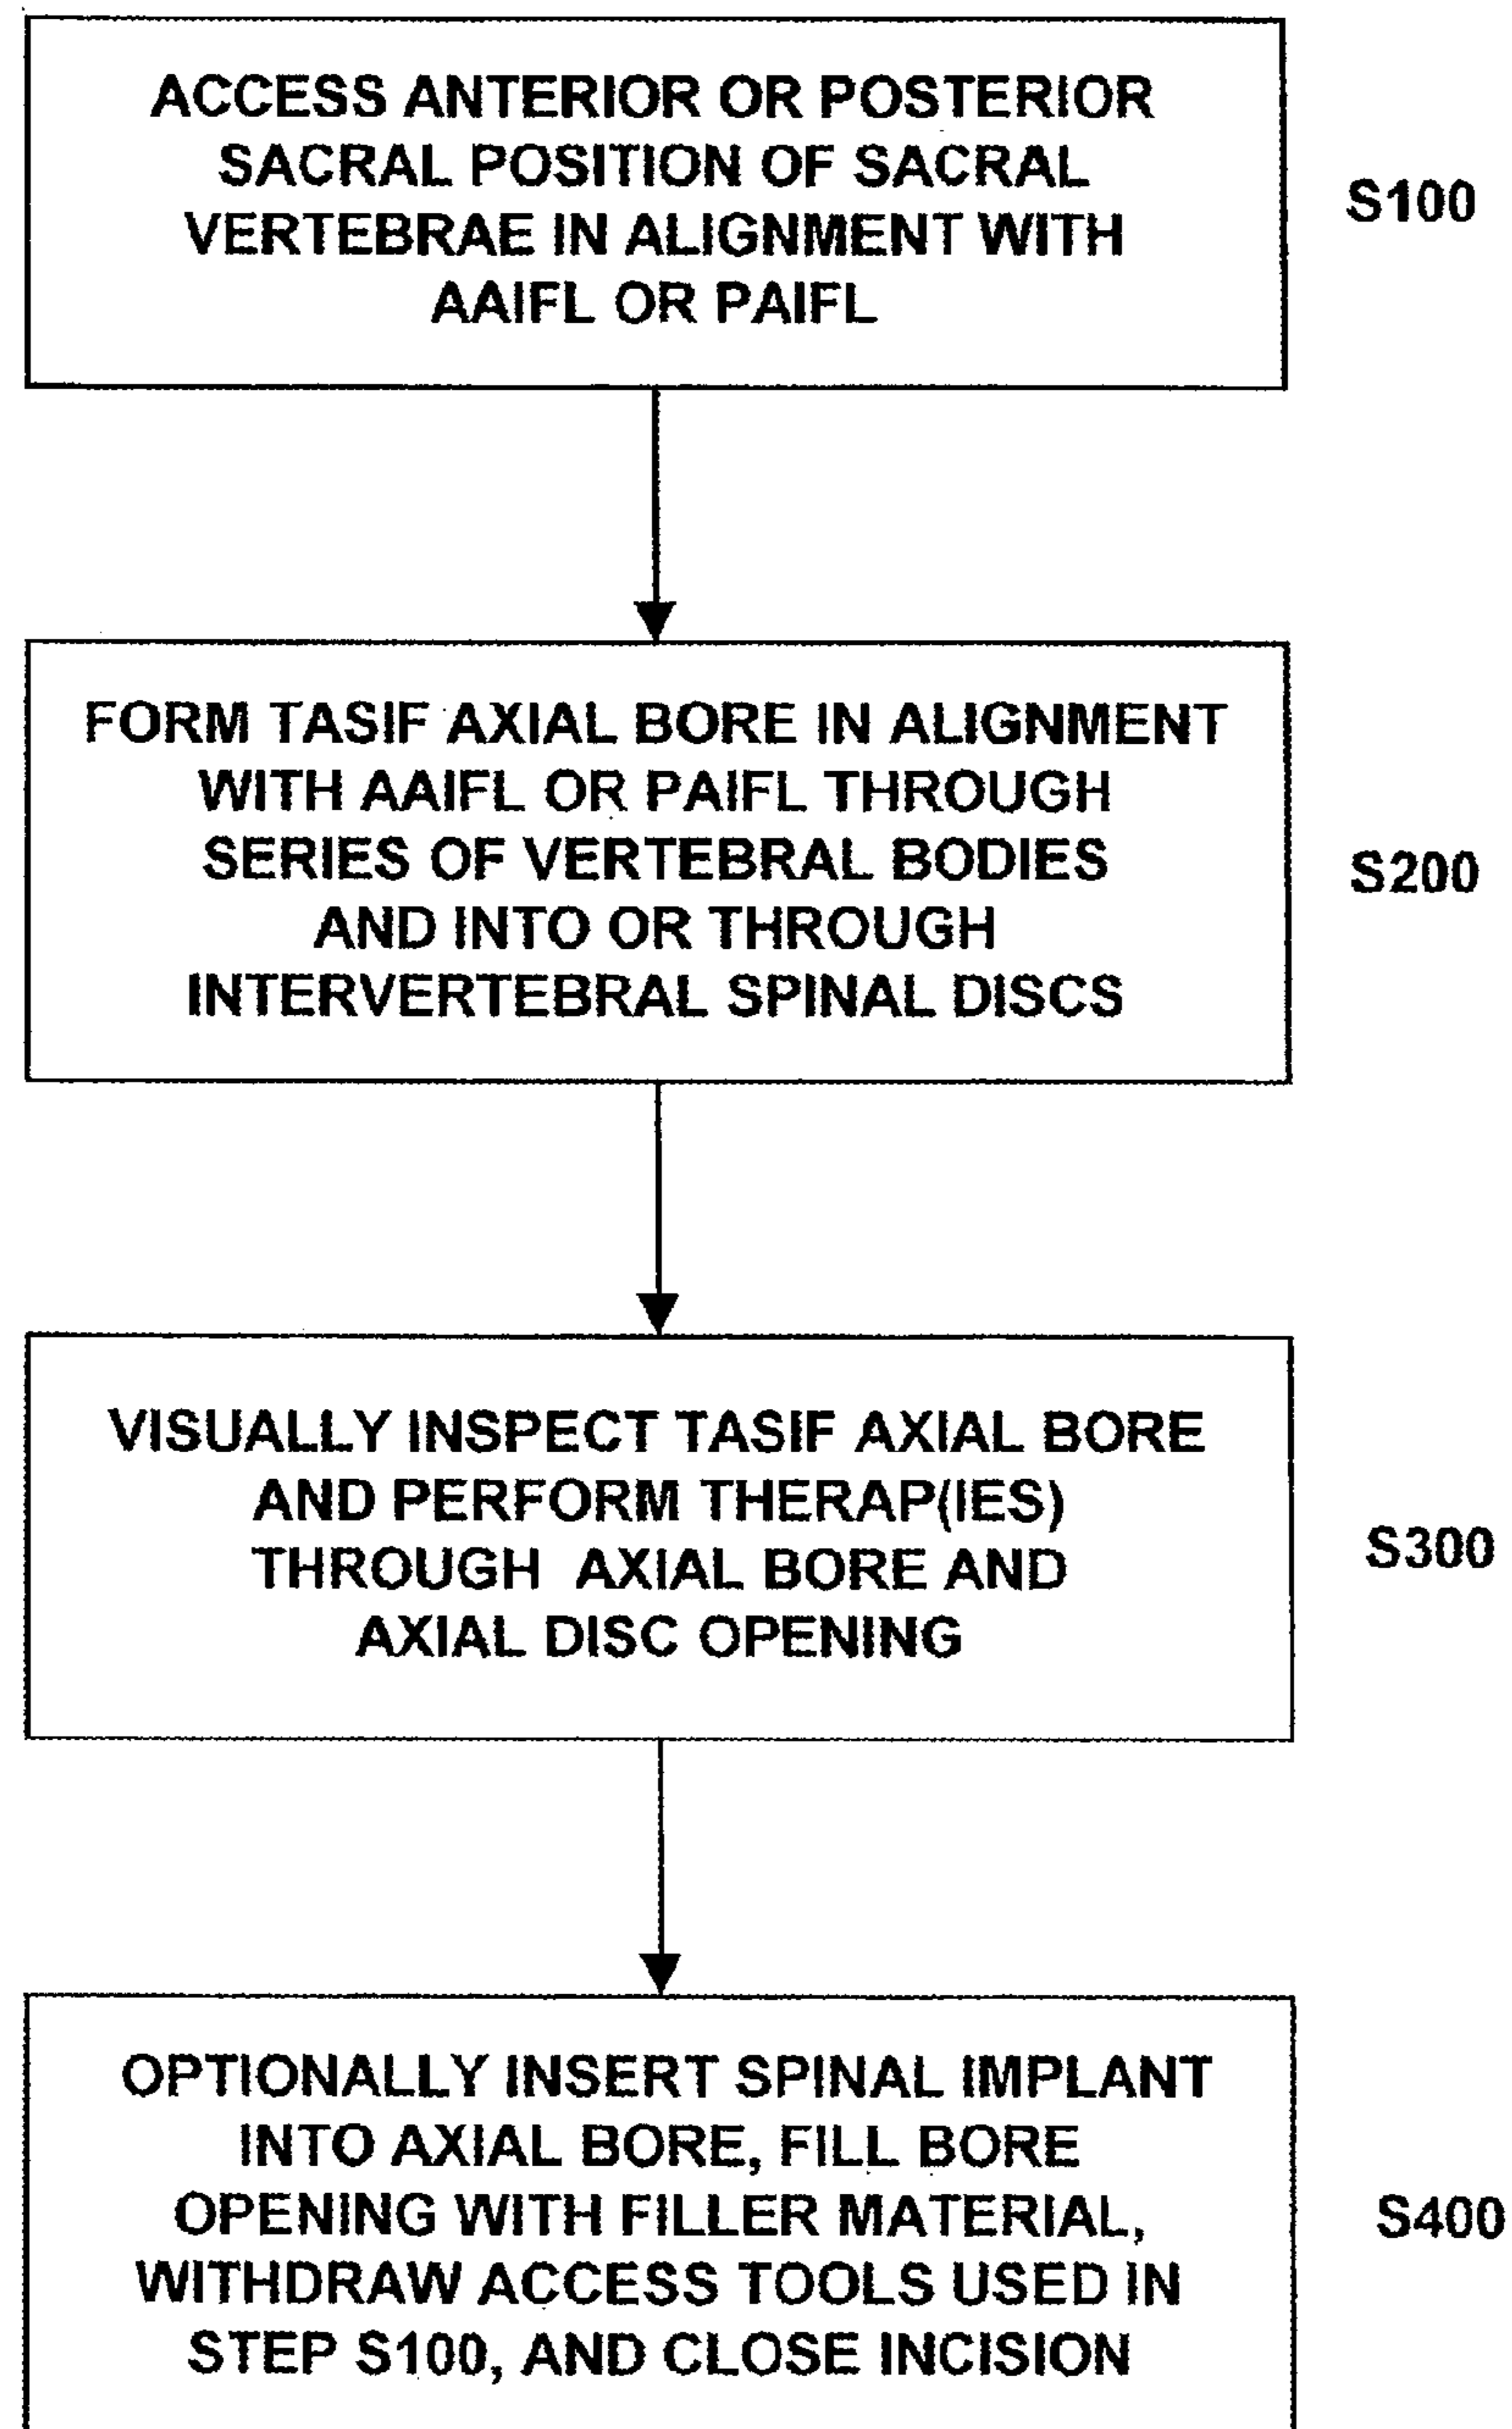 ACCESS ANTERIOR OR POSTERIOR
SACRAL POSITION OF SACRAL
VERTEBRAE IN ALIGNMENT WITH
AAIFL OR PAIFL
S100
FORM TASIF AXIAL BORE IN ALIGNMENT
WITH AAIFL OR PAIFL THROUGH
SERIES OF VERTEBRAL BODIES
AND INTO OR THROUGH
INTERVERTEBRAL SPINAL DISCS
S200
VISUALLY INSPECT TASIF AXIAL BORE
AND PERFORM THERAP(IES)
THROUGH AXIAL BORE AND
AXIAL DISC OPENING
S300
OPTIONALLY INSERT SPINAL IMPLANT
INTO AXIAL BORE, FILL BORE
OPENING WITH FILLER MATERIAL,
WITHDRAW ACCESS TOOLS USED IN
STEP S100, AND CLOSE INCISION
S400